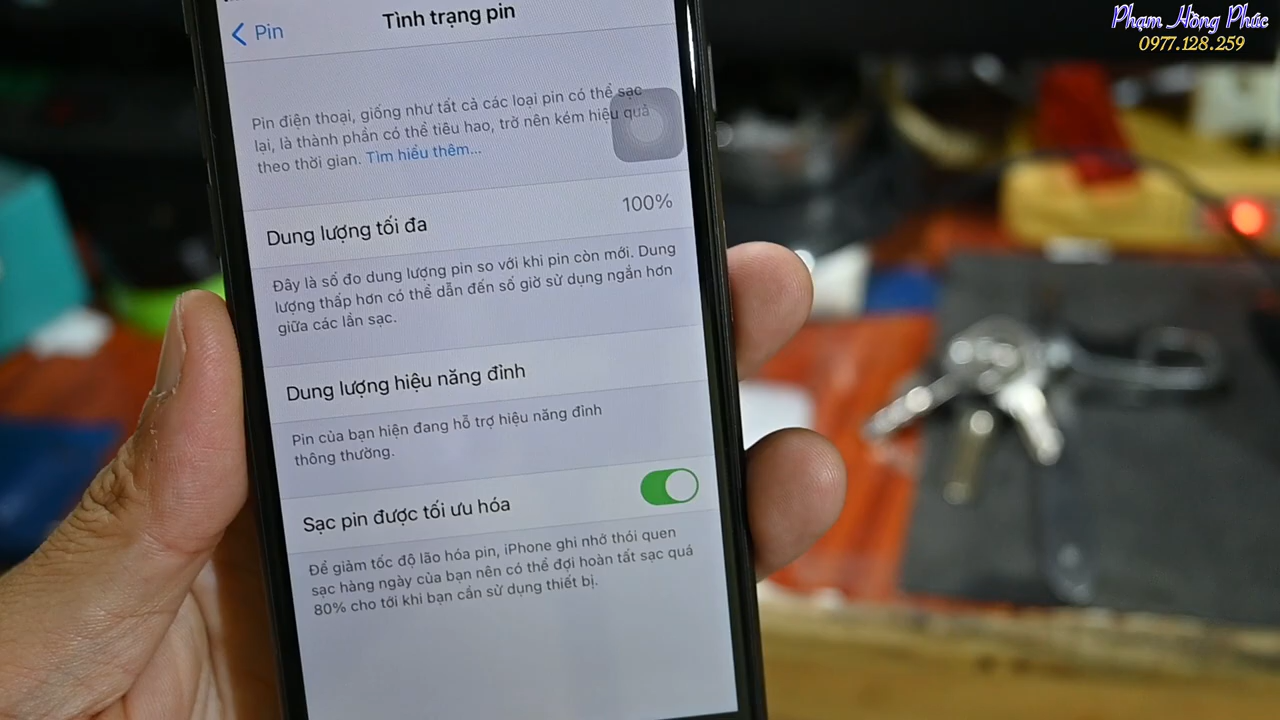 Phạm Hồng Phúc
0977.128.259
Pin
Tình trạng pin
Pin điện thoại, giống như tất cả các loại pin có thể sạc
lại, là thành phần có thể tiêu hao, trở nên kém hiệu quả
theo thời gian. Tìm hiểu thêm...
Dung lượng tối đa 100%
Đây là số đo dung lượng pin so với khi pin còn mới. Dung
lượng thấp hơn có thể dẫn đến số giờ sử dụng ngắn hơn
giữa các lần sạc.
Dung lượng hiệu năng đỉnh
Pin của bạn hiện đang hỗ trợ hiệu năng đỉnh
thông thường.
Sạc pin được tối ưu hóa
Để giảm tốc độ lão hóa pin, iPhone ghi nhớ thói quen
sạc hàng ngày của bạn nên có thể đợi hoàn tất sạc quá
80% cho tới khi bạn cần sử dụng thiết bị.